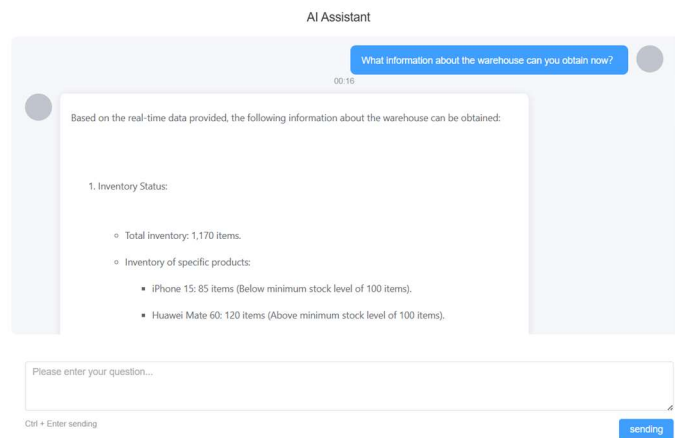 AI Assistant
What information about the warehouse can you obtain now?
00:16
Based on the real-time data provided, the following information about the warehouse can be obtained:
1. Inventory Status:
Total inventory: 1,170 items.
Inventory of specific products:
iPhone 15: 85 items (Below minimum stock level of 100 items).
Huawei Mate 60: 120 items (Above minimum stock level of 100 items).
Please enter your question...
Ctrl + Enter sending
sending